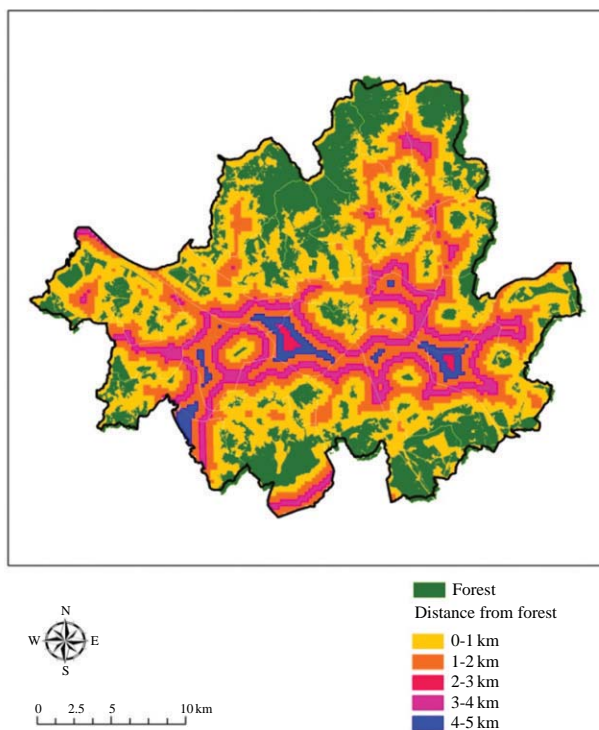 Forest
Distance from forest
0-1 km
1-2 km
2-3 km
3-4 km
4-5 km
N
W E
S
0 2.5 5 10 km